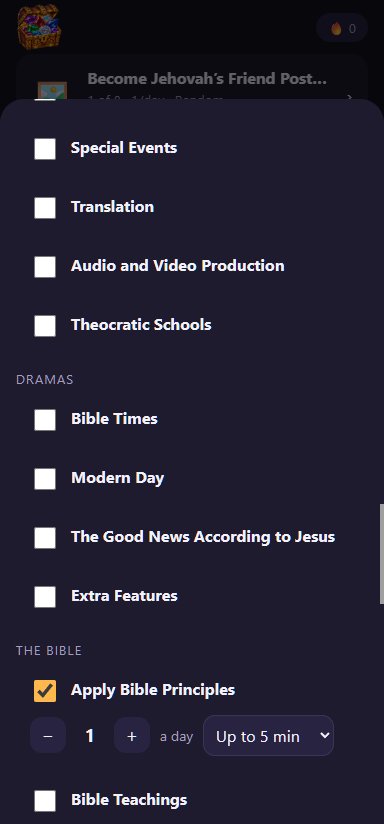 0
Become Jehovah's Friend Post...
Special Events
Translation
Audio and Video Production
Theocratic Schools
DRAMAS
Bible Times
Modern Day
The Good News According to Jesus
Extra Features
THE BIBLE
Apply Bible Principles
− 1 + a day Up to 5 min
Bible Teachings